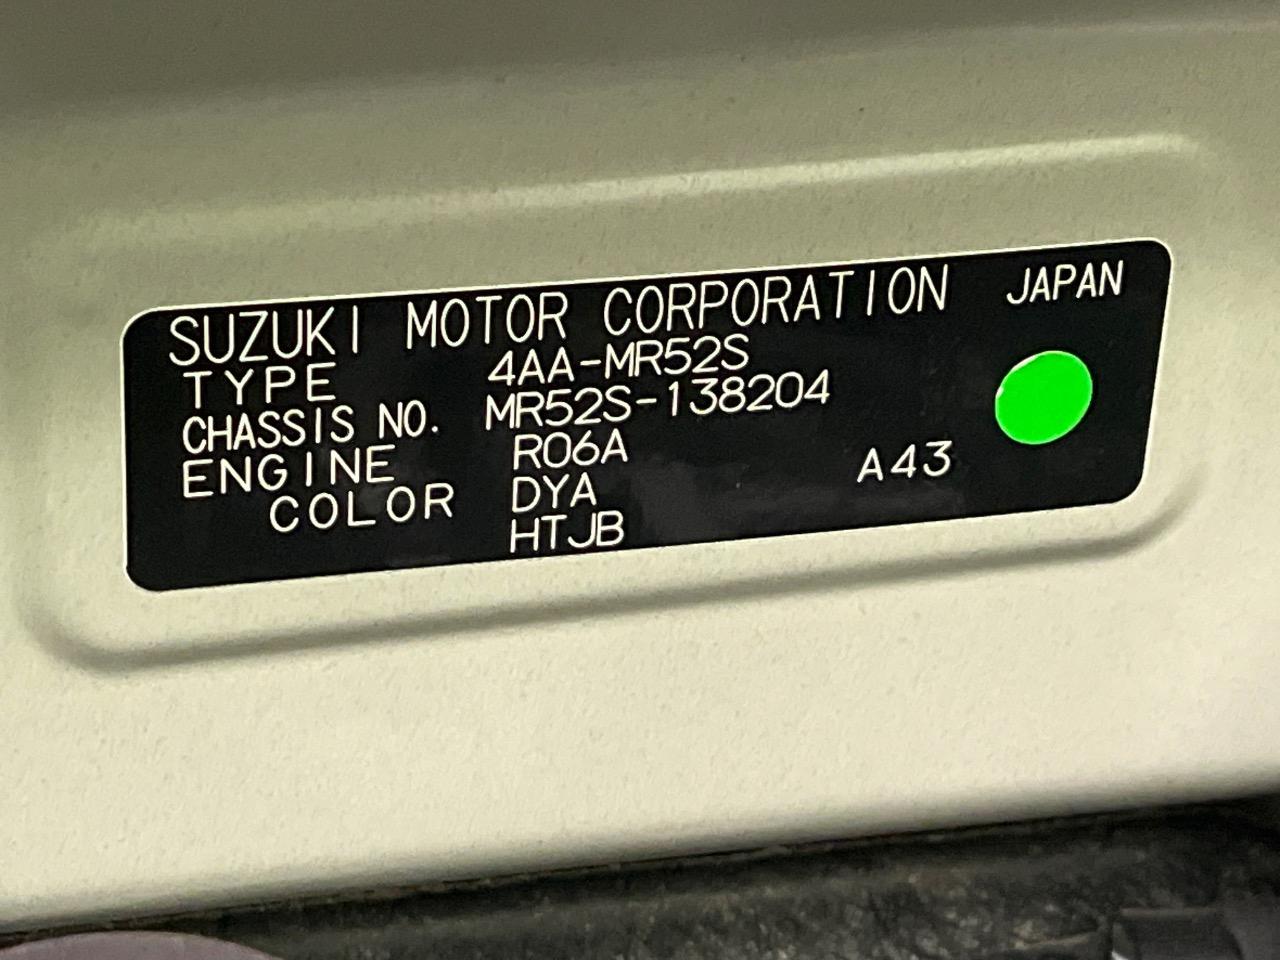 SUZUKI MOTOR CORPORATION JAPAN
TYPE 4AA-MR52S
CHASSIS NO. MR52S-138204
ENGINE R06A A43
COLOR DYA
HTJB